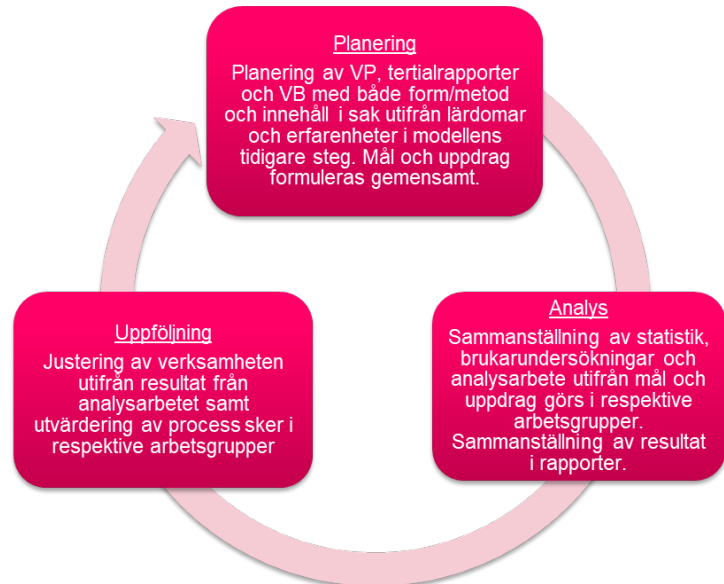 Planering
Planering av VP, tertialrapporter
och VB med både form/metod
och innehåll i sak utifrån lärdomar
och erfarenheter i modellens
tidigare steg. Mål och uppdrag
formuleras gemensamt.
Analys
Sammanställning av statistik,
brukarundersökningar och
analysarbete utifrån mål och
uppdrag görs i respektive
arbetsgrupper.
Sammanställning av resultat
i rapporter.
Uppföljning
Justering av verksamheten
utifrån resultat från
analysarbetet samt
utvärdering av process sker i
respektive arbetsgrupper